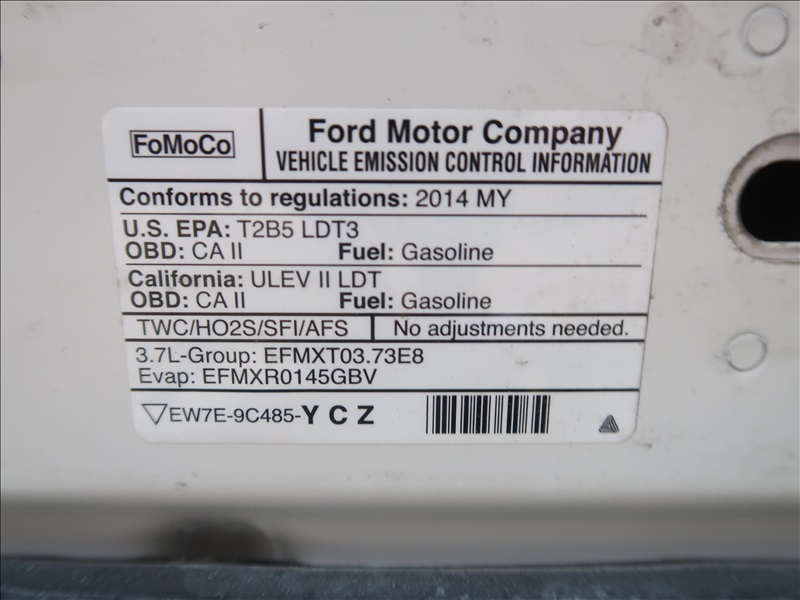 FoMoCo
Ford Motor Company
VEHICLE EMISSION CONTROL INFORMATION
Conforms to regulations: 2014 MY
U.S. EPA: T2B5 LDT3
OBD: CA II Fuel: Gasoline
California: ULEV II LDT
OBD: CA II Fuel: Gasoline
TWC/HO2S/SFI/AFS No adjustments needed.
3.7L-Group: EFMXT03.73E8
Evap: EFMXR0145GBV
EW7E-9C485-Y C Z